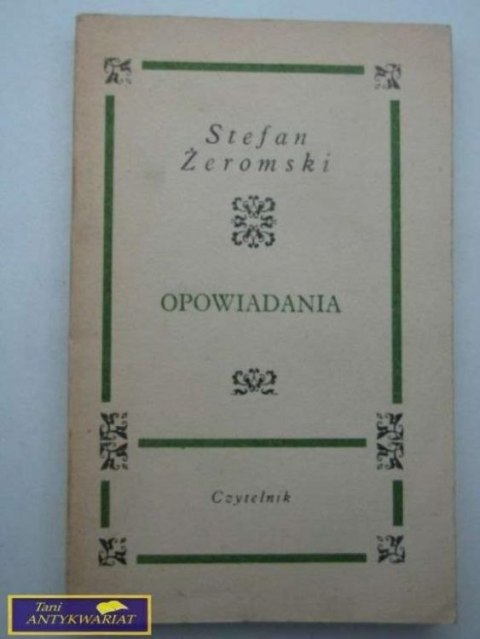 Stefan
Żeromski
OPOWIADANIA
Czytelnik
Tani
ANTYKWARIAT